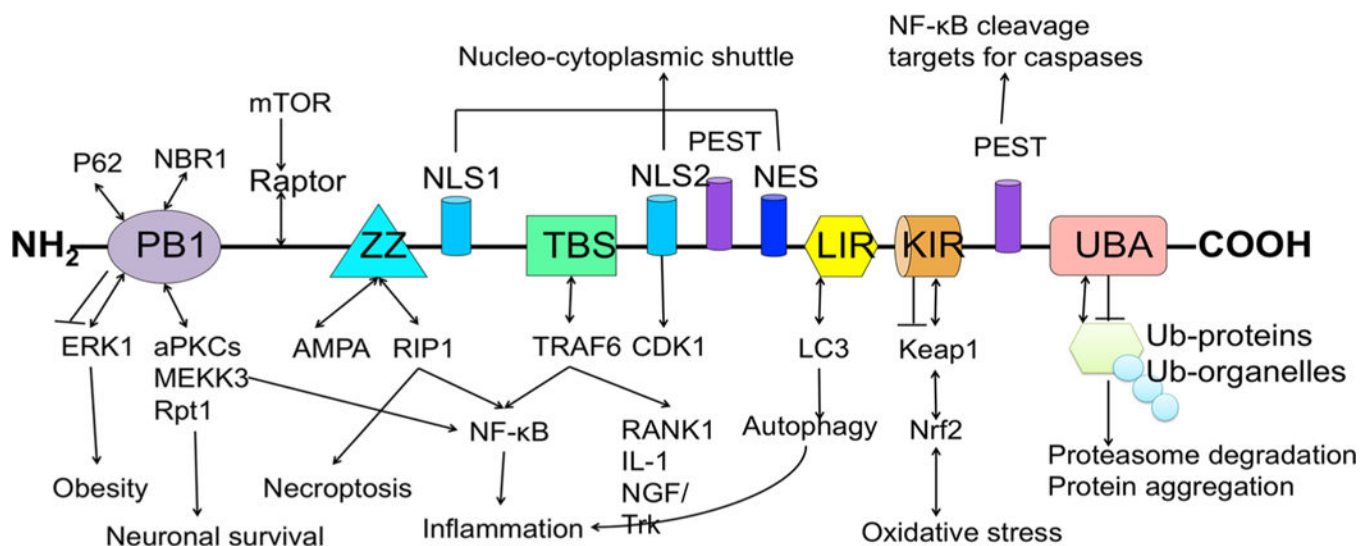 NF-κB cleavage
targets for caspases
Nucleo-cytoplasmic shuttle
mTOR
PEST
PEST
P62
NBR1
Raptor
NLS1
NLS2
NES
NH2
PB1
ZZ
TBS
LIR
KIR
UBA
COOH
ERK1
aPKCs
MEKK3
Rpt1
AMPA
RIP1
TRAF6
CDK1
LC3
Keap1
Ub-proteins
Ub-organelles
NF-κB
RANK1
IL-1
NGF/
Trk
Autophagy
Nrf2
Proteasome degradation
Protein aggregation
Obesity
Necroptosis
Neuronal survival
Inflammation
Oxidative stress